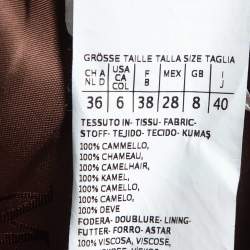 GRÖSSE TAILLE TALLA SIZE TAGLIA
CH A NL D USA CA COL F B MEX GB I J
36 6 38 28 8 40
TESSUTO IN- TISSU- FABRIC-
STOFF- TEJIDO- TECIDO- KUMAŞ
100% CAMMELLO,
100% CHAMEAU,
100% CAMELHAIR,
100% KAMEL,
100% CAMELLO,
100% CAMELO,
100% DEVE
FODERA- DOUBLURE- LINING-
FUTTER- FORRO- ASTAR
100% VISCOSA, VISCOSE,